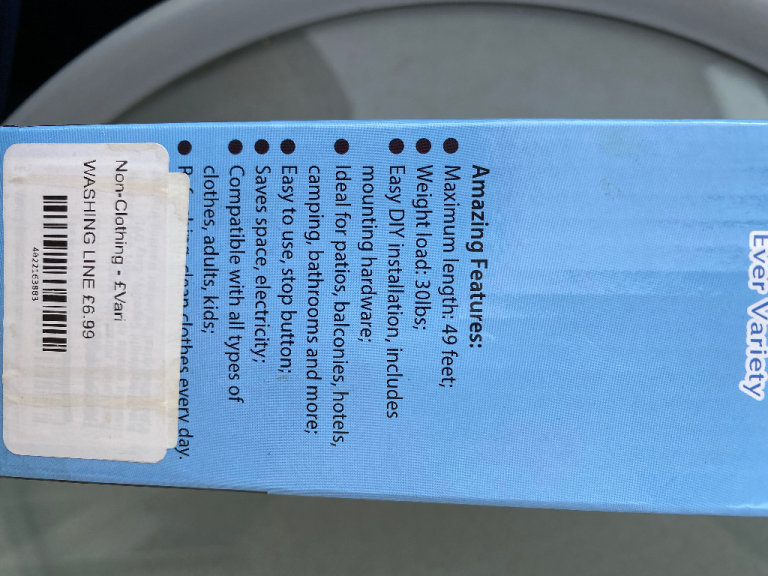 Ever Variety
Amazing Features:
● Maximum length: 49 feet;
● Weight load: 30lbs;
● Easy DIY installation, includes
mounting hardware;
● Ideal for patios, balconies, hotels,
camping, bathrooms and more;
● Easy to use, stop button;
● Saves space, electricity;
● Compatible with all types of
clothes, adults, kids;
● clean clothes every day.
Non-Clothing - £Vari
WASHING LINE £6.99
4022163883